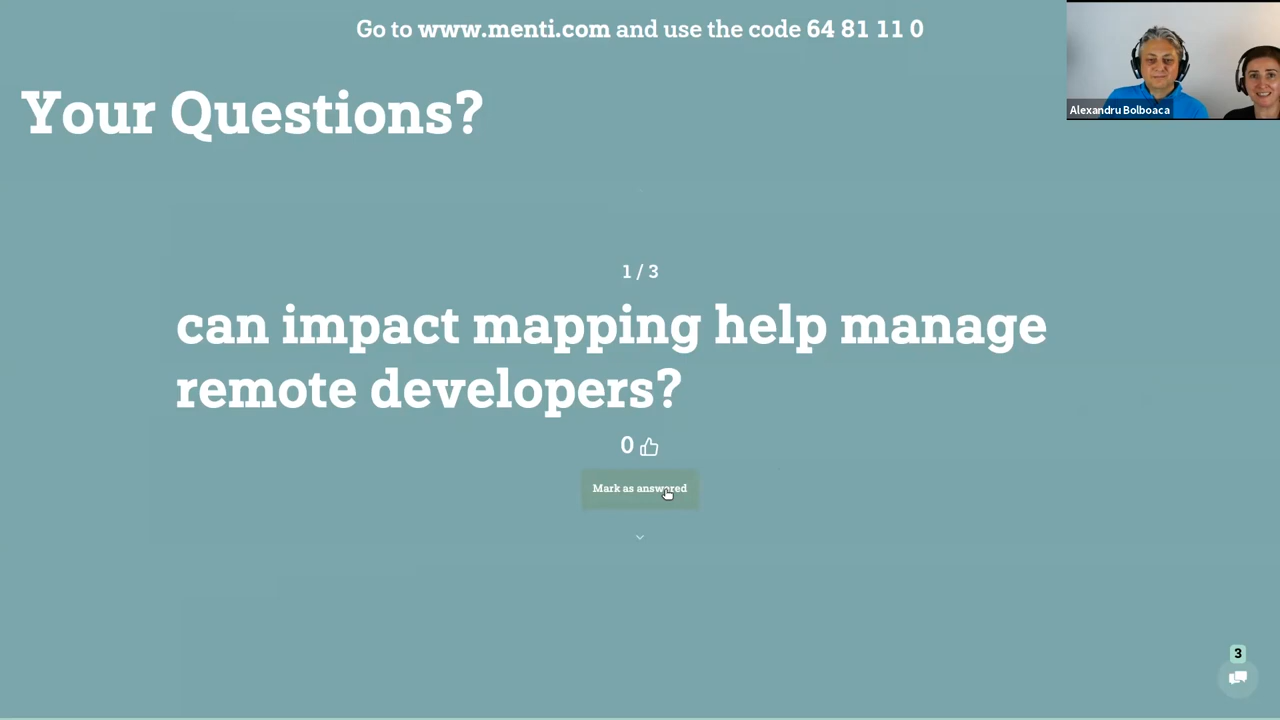 Go to www.menti.com and use the code 64 81 11 0
Alexandru Bolboaca
Your Questions?
1 / 3
can impact mapping help manage
remote developers?
0
Mark as answered
3